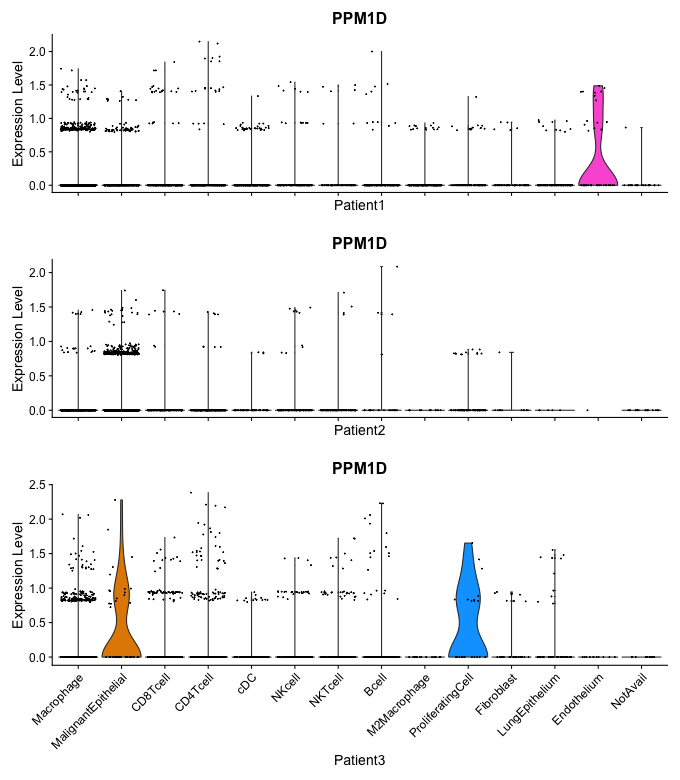 PPM1D
Expression Level
2.0
1.5
1.0
0.5
0.0
Patient1
PPM1D
Expression Level
2.0
1.5
1.0
0.5
0.0
Patient2
PPM1D
Expression Level
2.5
2.0
1.5
1.0
0.5
0.0
Macrophage
MalignantEpithelial
CD8Tcell
CD4Tcell
cDC
NKcell
NKTcell
Bcell
M2Macrophage
ProliferatingCell
Fibroblast
LungEpithelium
Endothelium
NotAvail
Patient3